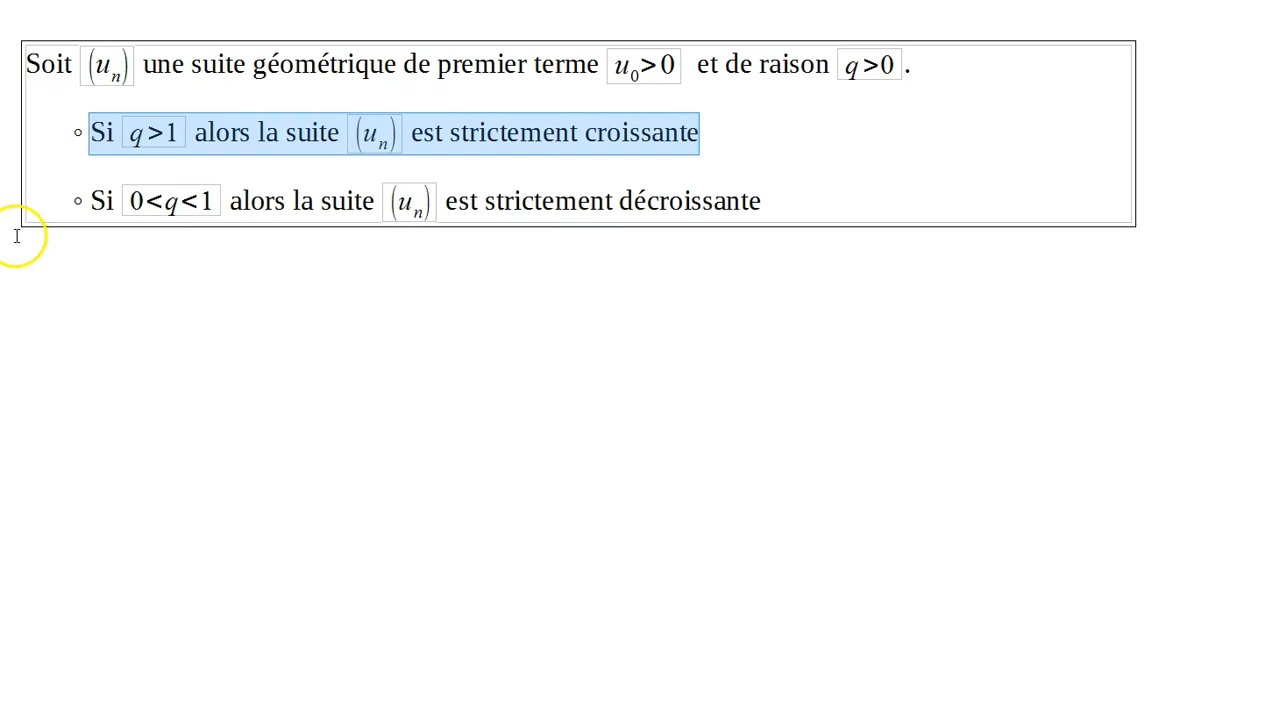 Soit (uₙ) une suite géométrique de premier terme u₀>0 et de raison q>0.
◦ Si q>1 alors la suite (uₙ) est strictement croissante
◦ Si 0<q<1 alors la suite (uₙ) est strictement décroissante